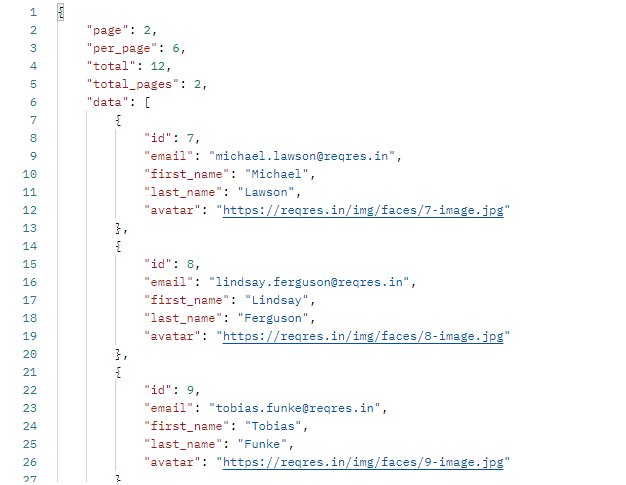 1 {
2 "page": 2,
3 "per_page": 6,
4 "total": 12,
5 "total_pages": 2,
6 "data": [
7 {
8 "id": 7,
9 "email": "michael.lawson@reqres.in",
10 "first_name": "Michael",
11 "last_name": "Lawson",
12 "avatar": "https://reqres.in/img/faces/7-image.jpg"
13 },
14 {
15 "id": 8,
16 "email": "lindsay.ferguson@reqres.in",
17 "first_name": "Lindsay",
18 "last_name": "Ferguson",
19 "avatar": "https://reqres.in/img/faces/8-image.jpg"
20 },
21 {
22 "id": 9,
23 "email": "tobias.funke@reqres.in",
24 "first_name": "Tobias",
25 "last_name": "Funke",
26 "avatar": "https://reqres.in/img/faces/9-image.jpg"
27 }